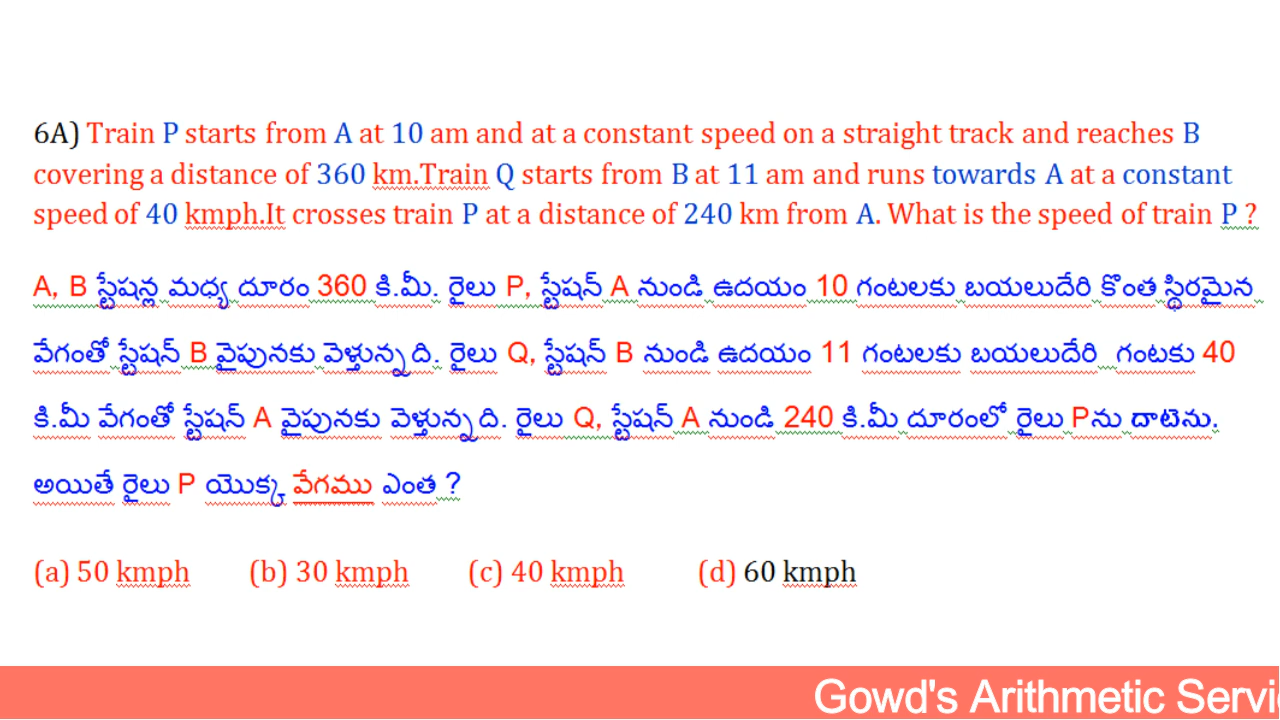 6A) Train P starts from A at 10 am and at a constant speed on a straight track and reaches B
covering a distance of 360 km.Train Q starts from B at 11 am and runs towards A at a constant
speed of 40 kmph.It crosses train P at a distance of 240 km from A. What is the speed of train P ?
A, B స్టేషన్ల మధ్య దూరం 360 కి.మీ. రైలు P, స్టేషన్ A నుండి ఉదయం 10 గంటలకు బయలుదేరి కొంత స్థిరమైన
వేగంతో స్టేషన్ B వైపునకు వెళ్తున్నది. రైలు Q, స్టేషన్ B నుండి ఉదయం 11 గంటలకు బయలుదేరి గంటకు 40
కి.మీ వేగంతో స్టేషన్ A వైపునకు వెళ్తున్నది. రైలు Q, స్టేషన్ A నుండి 240 కి.మీ దూరంలో రైలు Pను దాటెను.
అయితే రైలు P యొక్క వేగము ఎంత ?
(a) 50 kmph (b) 30 kmph (c) 40 kmph (d) 60 kmph
Gowd's Arithmetic Servi